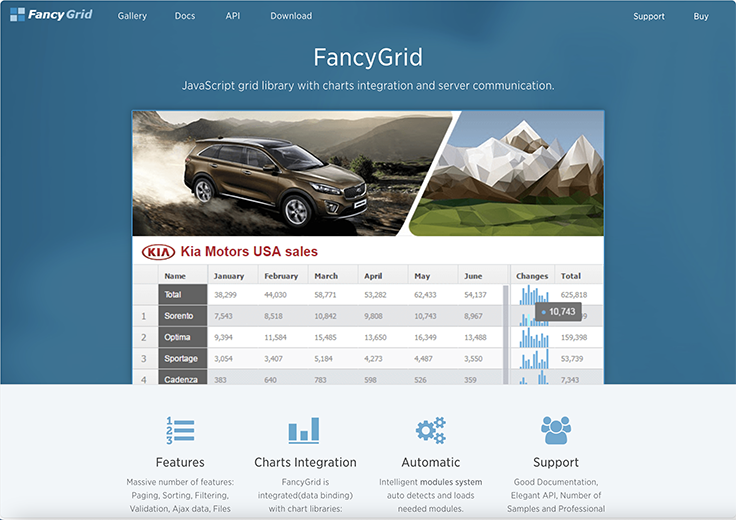 FancyGrid Gallery Docs API Download Support Buy
FancyGrid
JavaScript grid library with charts integration and server communication.
KIA Kia Motors USA sales
Name January February March April May June Changes Total
Total 38,299 44,030 58,771 53,282 62,433 54,137 625,818
10,743
1 Sorento 7,543 8,518 10,842 9,808 10,743 8,967
2 Optima 9,394 11,584 15,485 13,650 16,349 13,488 159,398
3 Sportage 3,054 3,407 5,184 4,273 4,487 3,550 53,739
4 Cadenza 383 640 783 598 526 359 7,343
1
2
3
Features Charts Integration Automatic Support
Massive number of features: FancyGrid is Intelligent modules system Good Documentation,
Paging, Sorting, Filtering, integrated(data binding) auto detects and loads Elegant API, Number of
Validation, Ajax data, Files with chart libraries: needed modules. Samples and Professional